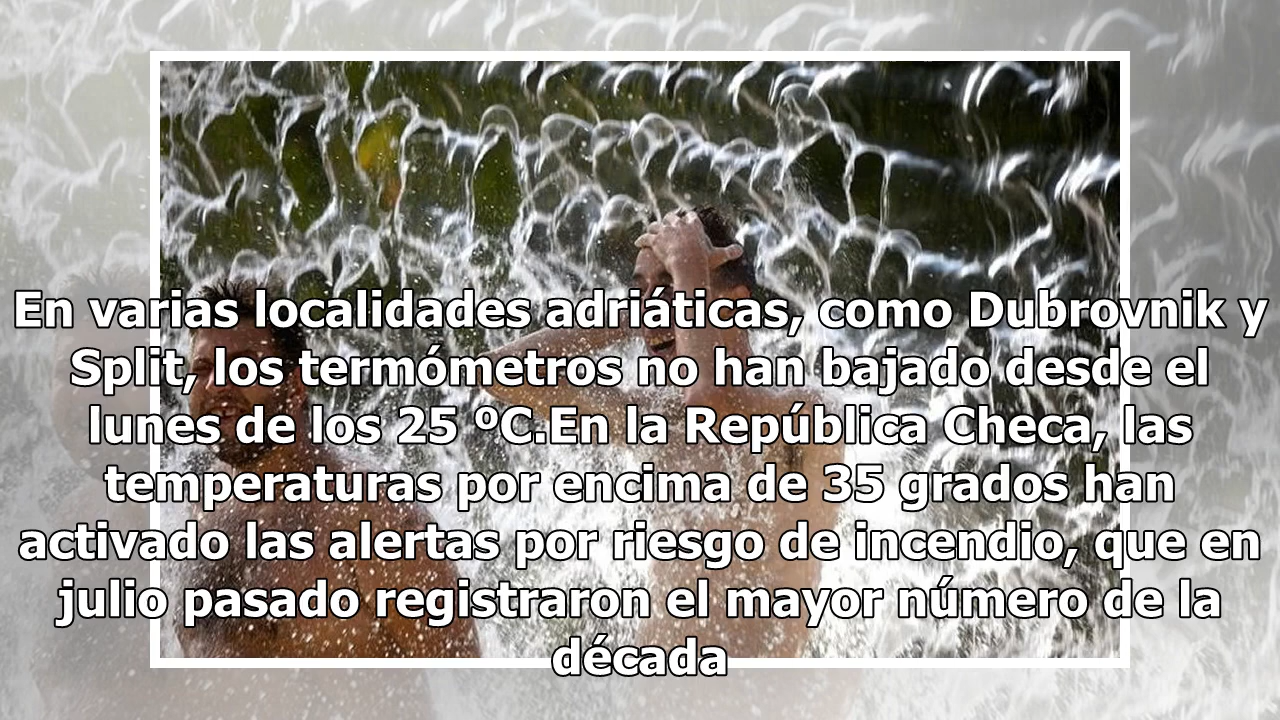 En varias localidades adriáticas, como Dubrovnik y
Split, los termómetros no han bajado desde el
lunes de los 25 ºC.En la República Checa, las
temperaturas por encima de 35 grados han
activado las alertas por riesgo de incendio, que en
julio pasado registraron el mayor número de la
década